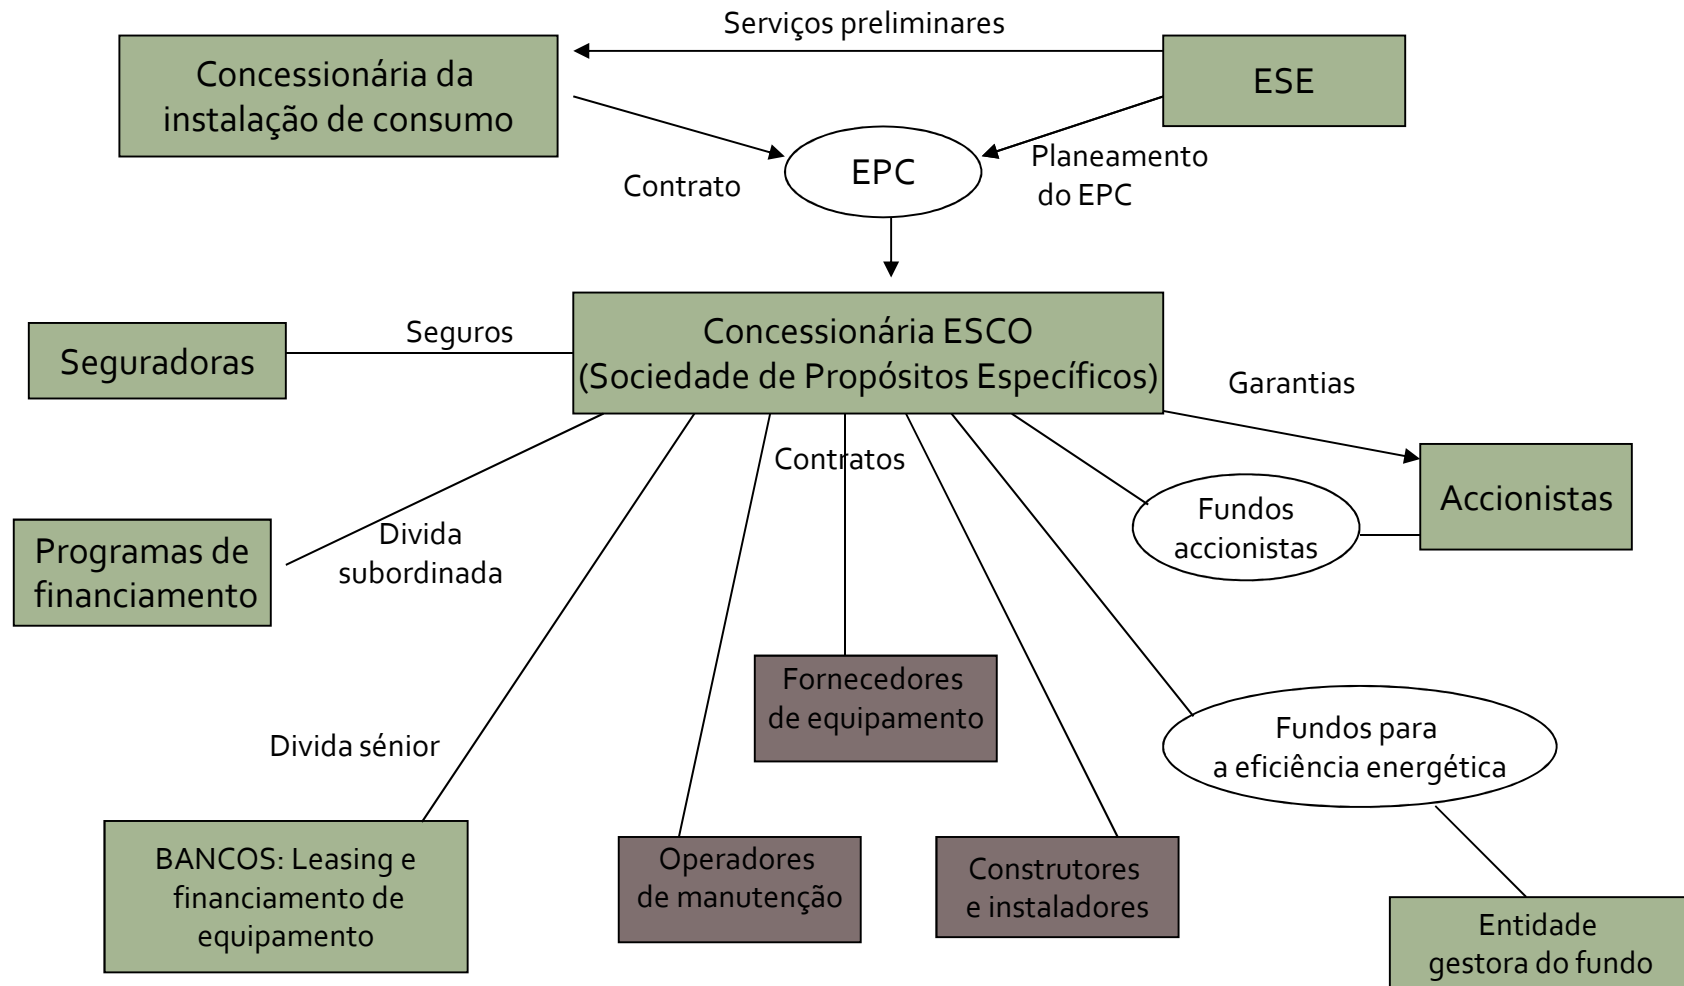 Serviços preliminares
Concessionária da
instalação de consumo
ESE
EPC
Planeamento
do EPC
Contrato
Seguradoras
Seguros
Concessionária ESCO
(Sociedade de Propósitos Específicos)
Garantias
Contratos
Accionistas
Fundos
accionistas
Programas de
financiamento
Divida
subordinada
Fornecedores
de equipamento
Divida sénior
Fundos para
a eficiência energética
BANCOS: Leasing e
financiamento de
equipamento
Operadores
de manutenção
Construtores
e instaladores
Entidade
gestora do fundo